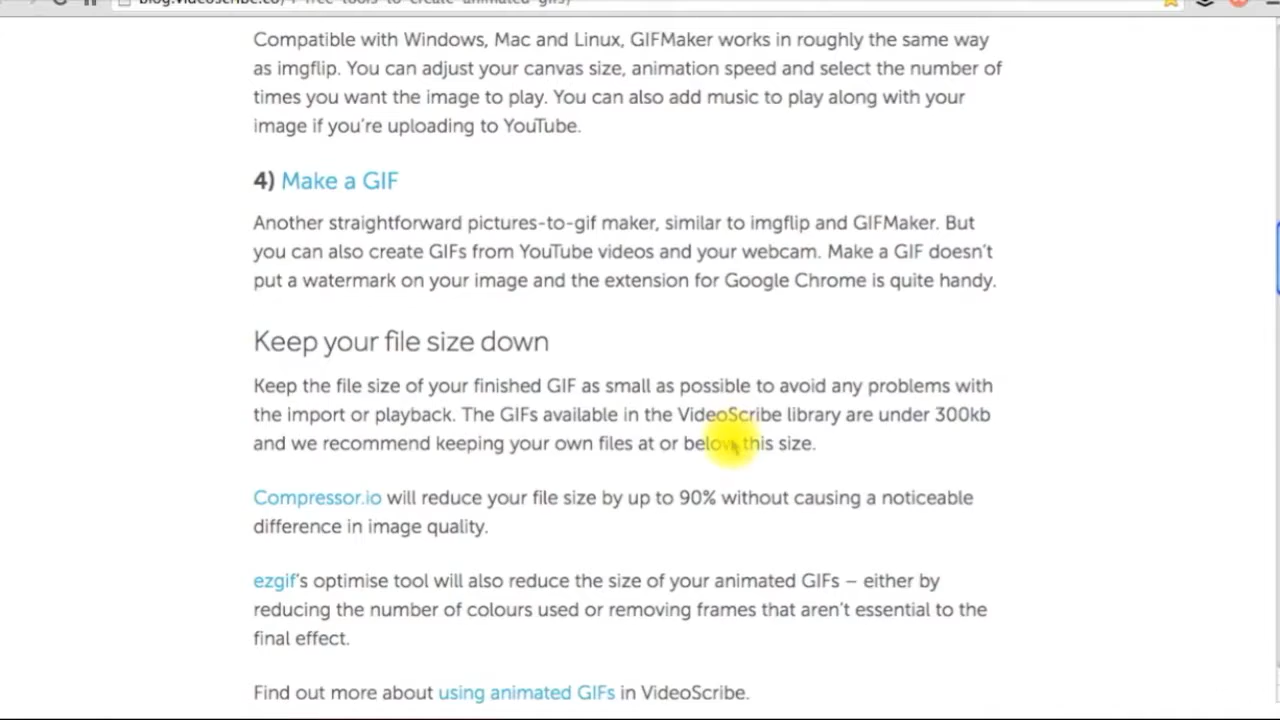 blog.videoscribe.co/4-free-tools-to-create-animated-gifs/
Compatible with Windows, Mac and Linux, GIFMaker works in roughly the same way
as imgflip. You can adjust your canvas size, animation speed and select the number of
times you want the image to play. You can also add music to play along with your
image if you're uploading to YouTube.
4) Make a GIF
Another straightforward pictures-to-gif maker, similar to imgflip and GIFMaker. But
you can also create GIFs from YouTube videos and your webcam. Make a GIF doesn't
put a watermark on your image and the extension for Google Chrome is quite handy.
Keep your file size down
Keep the file size of your finished GIF as small as possible to avoid any problems with
the import or playback. The GIFs available in the VideoScribe library are under 300kb
and we recommend keeping your own files at or below this size.
Compressor.io will reduce your file size by up to 90% without causing a noticeable
difference in image quality.
ezgif's optimise tool will also reduce the size of your animated GIFs – either by
reducing the number of colours used or removing frames that aren't essential to the
final effect.
Find out more about using animated GIFs in VideoScribe.